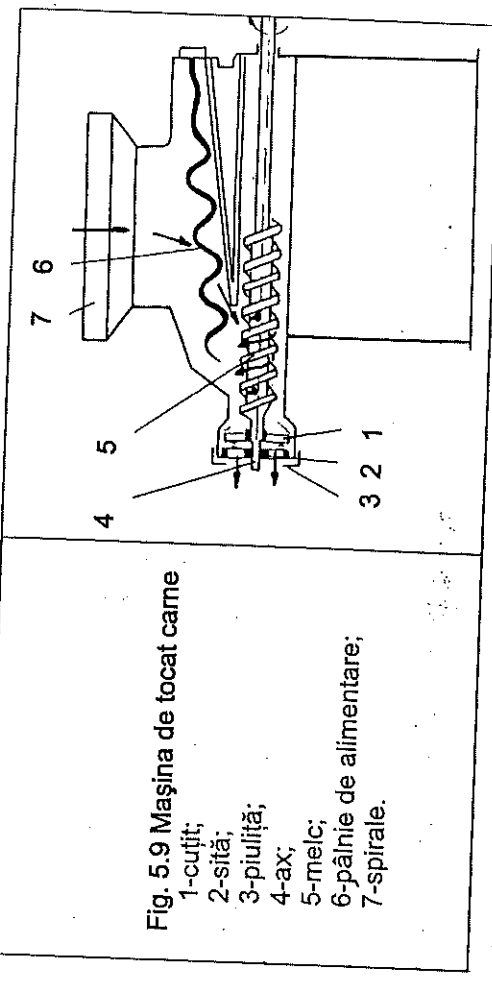 Fig. 5.9 Maşina de tocat carne
1-cuţit;
2-sită;
3-piuliţă;
4-ax;
5-melc;
6-pâlnie de alimentare;
7-spirale.
7
6
5
4
3 2 1